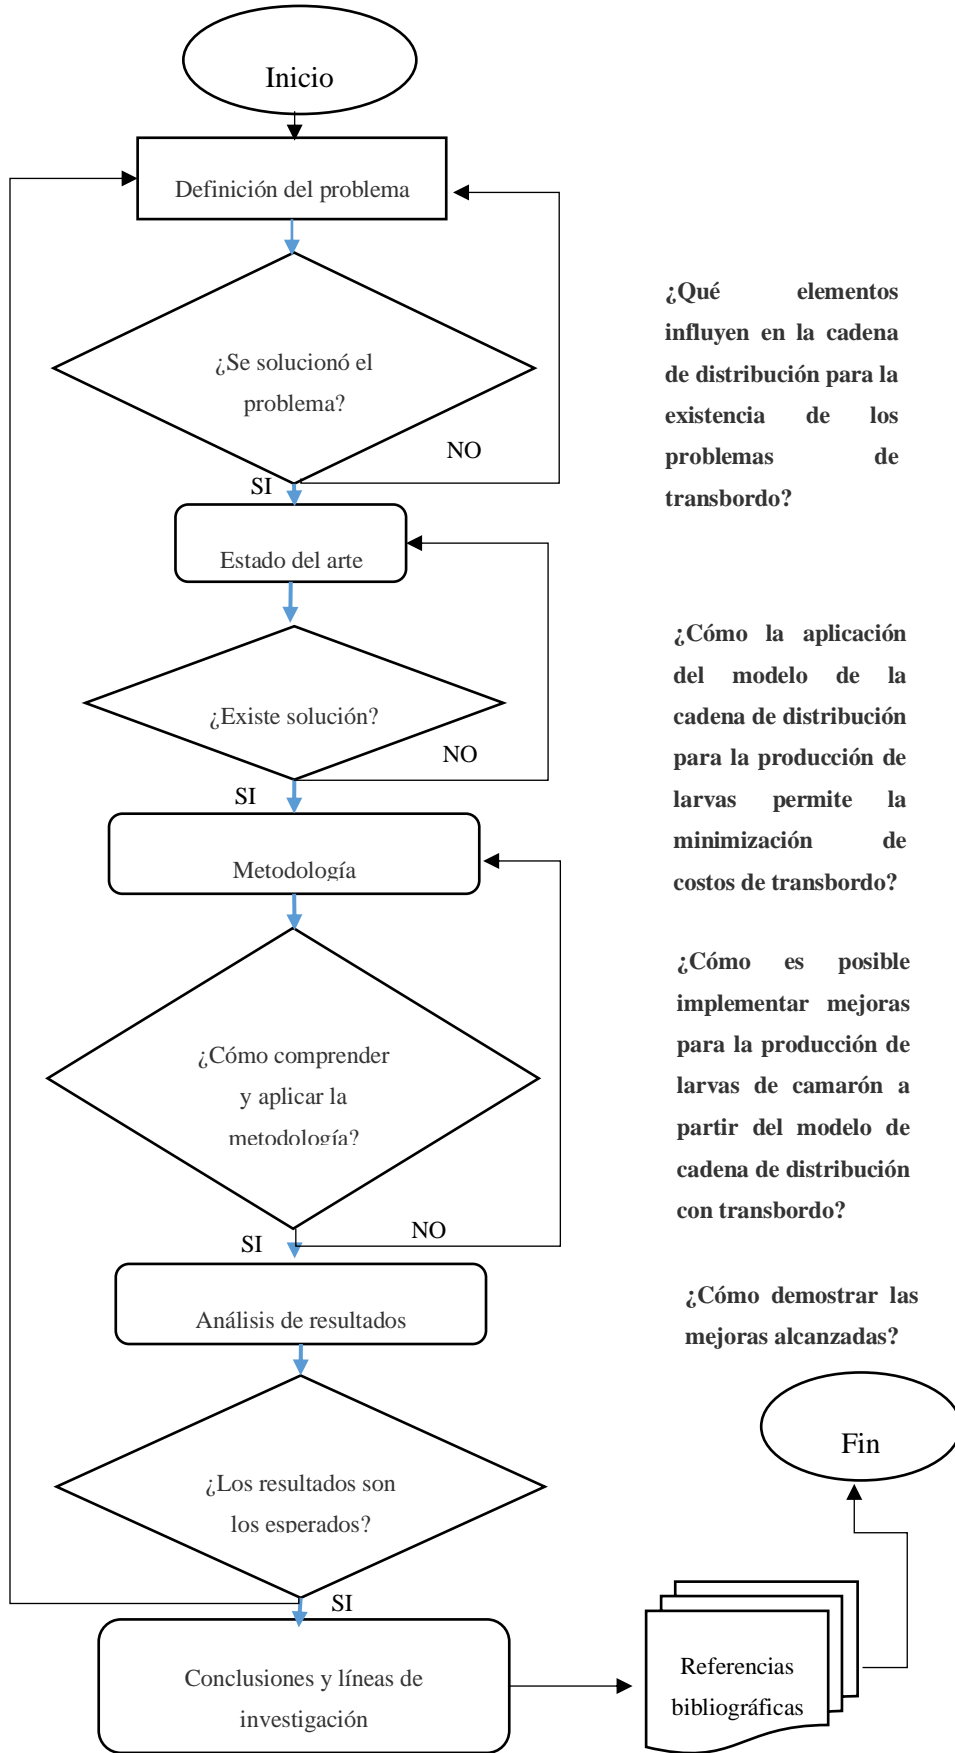 Inicio
Definición del problema
¿Se solucionó el
problema?
NO
SI
Estado del arte
¿Existe solución?
NO
SI
Metodología
¿Cómo comprender
y aplicar la
metodología?
NO
SI
Análisis de resultados
¿Los resultados son
los esperados?
SI
Conclusiones y líneas de
investigación
Referencias
bibliográficas
Fin
¿Qué elementos
influyen en la cadena
de distribución para la
existencia de los
problemas de
transbordo?
¿Cómo la aplicación
del modelo de la
cadena de distribución
para la producción de
larvas permite la
minimización de
costos de transbordo?
¿Cómo es posible
implementar mejoras
para la producción de
larvas de camarón a
partir del modelo de
cadena de distribución
con transbordo?
¿Cómo demostrar las
mejoras alcanzadas?